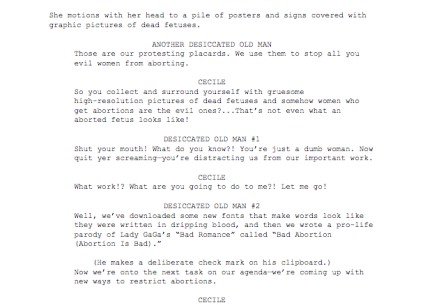 She motions with her head to a pile of posters and signs covered with
graphic pictures of dead fetuses.
ANOTHER DESICCATED OLD MAN
Those are our protesting placards. We use them to stop all you
evil women from aborting.
CECILE
So you collect and surround yourself with gruesome
high-resolution pictures of dead fetuses and somehow women who
get abortions are the evil ones?...That's not even what an
aborted fetus looks like!
DESICCATED OLD MAN #1
Shut your mouth! What do you know?! You're just a dumb woman. Now
quit yer screaming—you're distracting us from our important work.
CECILE
What work!? What are you going to do to me?! Let me go!
DESICCATED OLD MAN #2
Well, we've downloaded some new fonts that make words look like
they were written in dripping blood, and then we wrote a pro-life
parody of Lady GaGa's "Bad Romance" called "Bad Abortion
(Abortion Is Bad)."
(He makes a deliberate check mark on his clipboard.)
Now we're onto the next task on our agenda—we're coming up with
new ways to restrict abortions.
CECILE